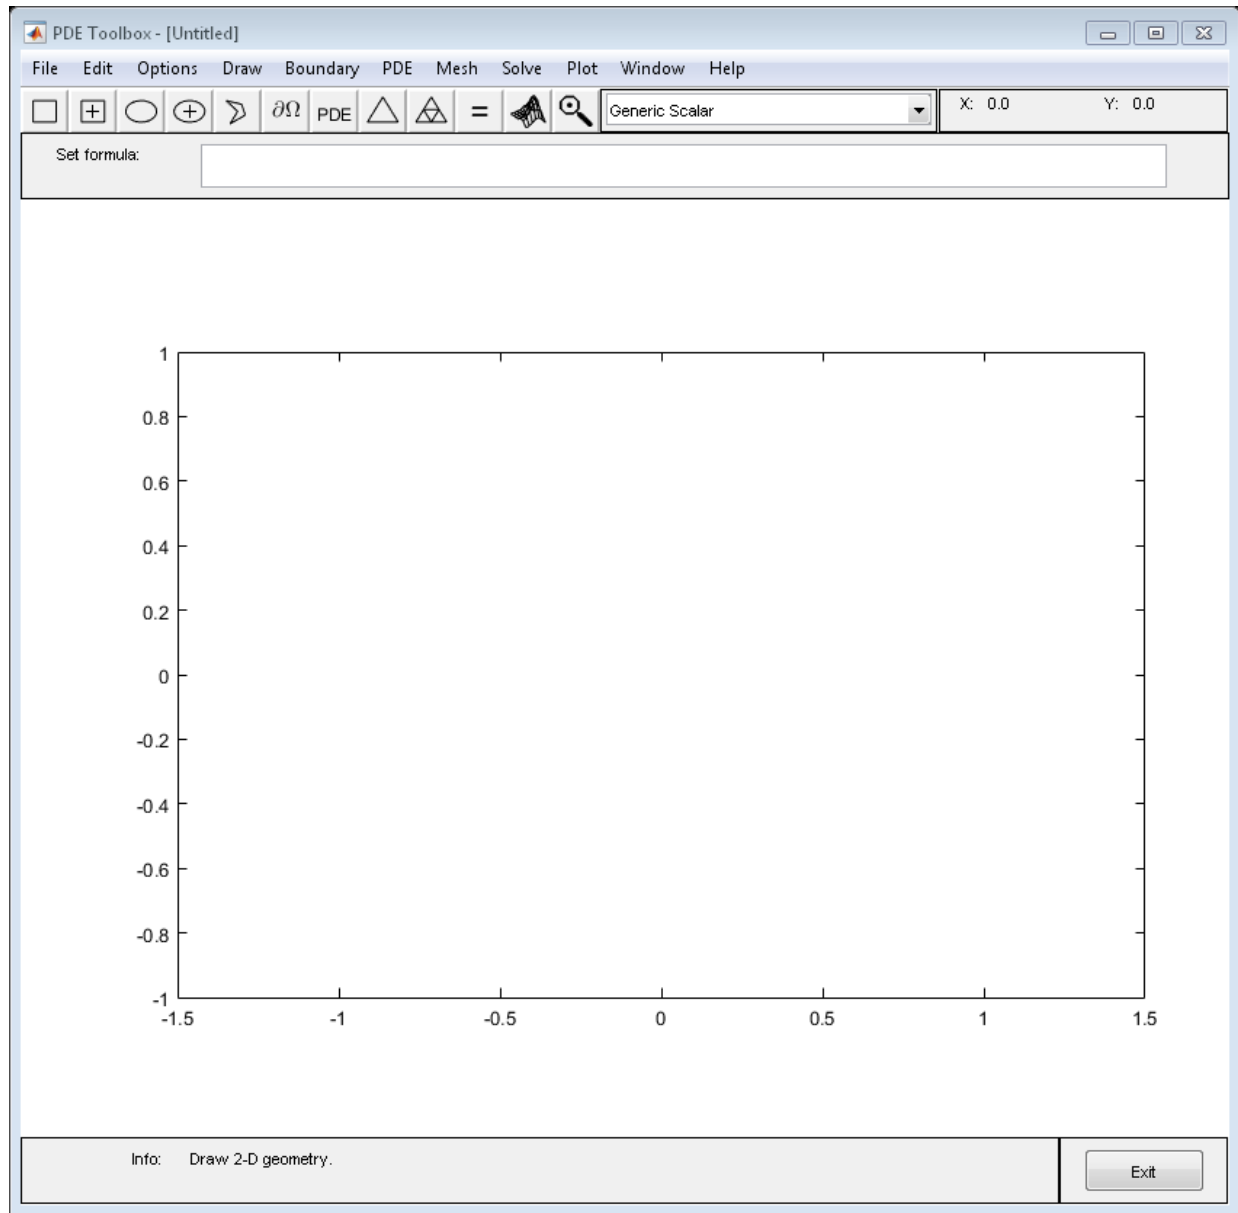 PDE Toolbox - [Untitled]
File Edit Options Draw Boundary PDE Mesh Solve Plot Window Help
∂Ω PDE = Generic Scalar X: 0.0 Y: 0.0
Set formula:
1
0.8
0.6
0.4
0.2
0
-0.2
-0.4
-0.6
-0.8
-1
-1.5 -1 -0.5 0 0.5 1 1.5
Info: Draw 2-D geometry. Exit